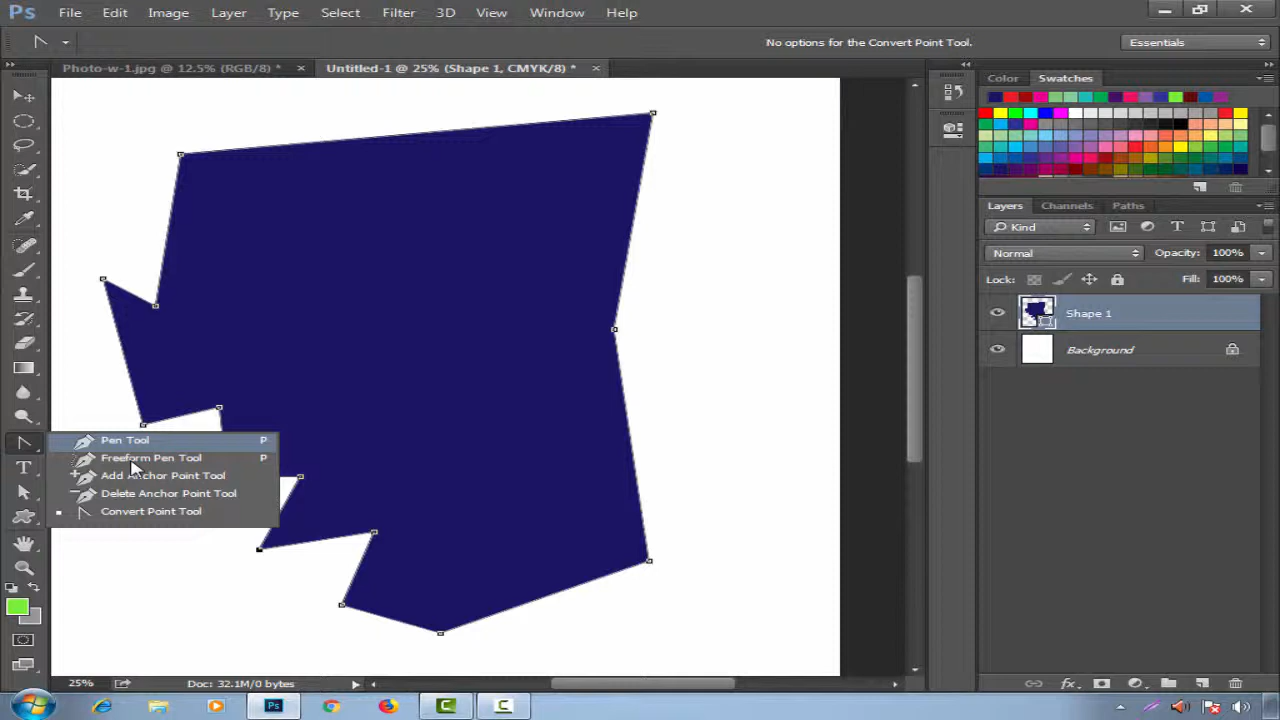 Ps File Edit Image Layer Type Select Filter 3D View Window Help
No options for the Convert Point Tool. Essentials
Photo-w-1.jpg @ 12.5% (RGB/8) * × Untitled-1 @ 25% (Shape 1, CMYK/8) * ×
Color Swatches
Layers Channels Paths
Kind
Normal Opacity: 100%
Lock: Fill: 100%
Shape 1
Background
Pen Tool P
Freeform Pen Tool P
Add Anchor Point Tool
Delete Anchor Point Tool
Convert Point Tool
T
25% Doc: 32.1M/0 bytes
Ps